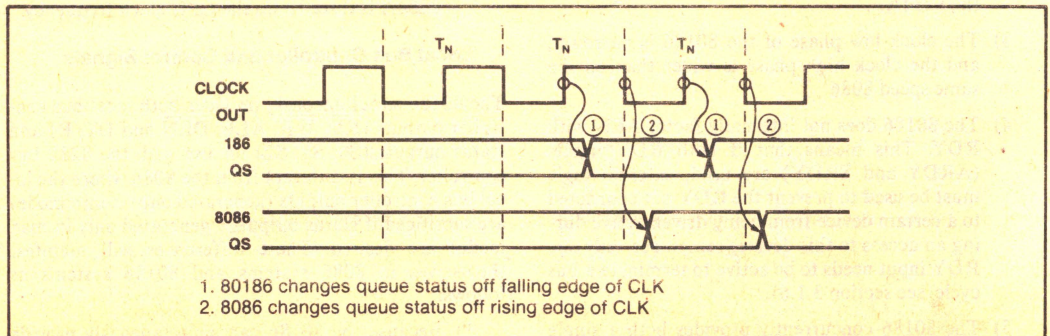 T_N T_N T_N
CLOCK
OUT
186
QS
① ② ① ②
8086
QS
1. 80186 changes queue status off falling edge of CLK
2. 8086 changes queue status off rising edge of CLK